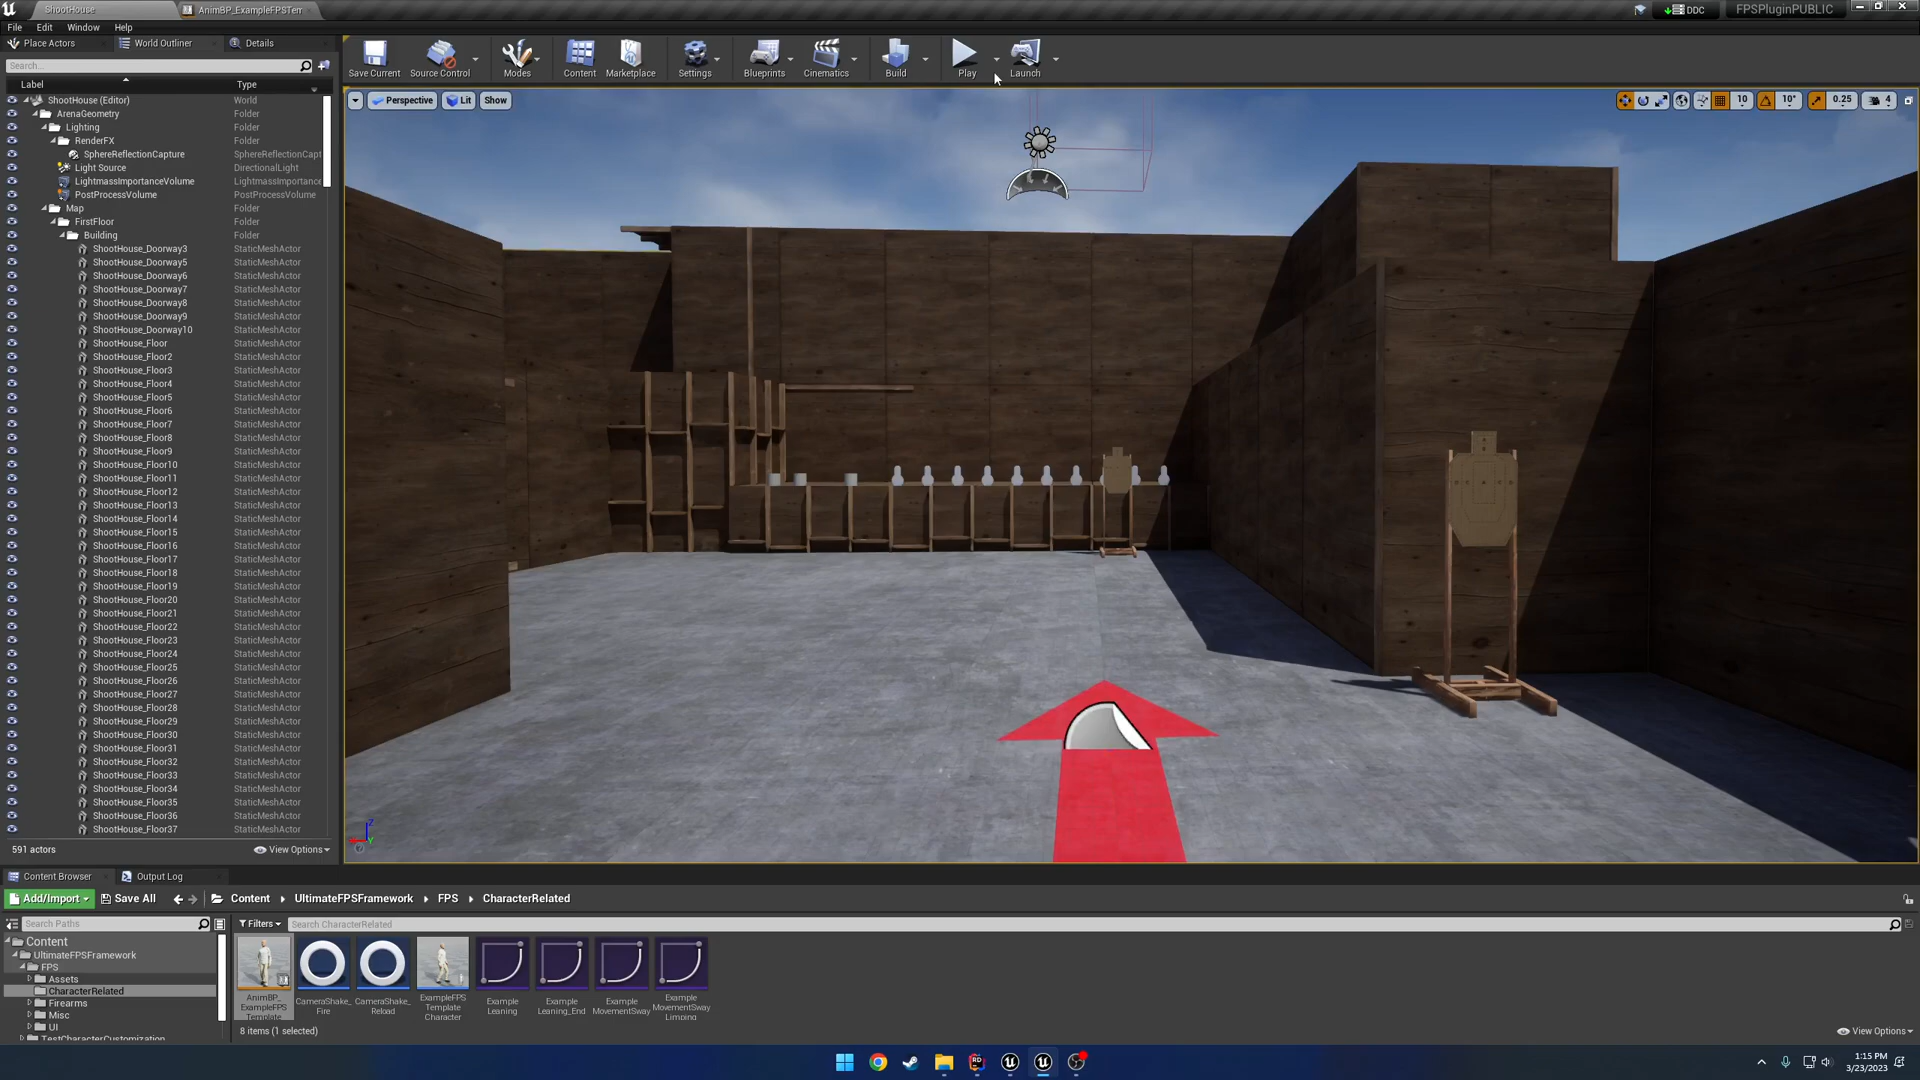 ShootHouse
AnimBP_ExampleFPSTem
DDC
FPSPluginPUBLIC
File Edit Window Help
Place Actors World Outliner Details
Search...
Label Type
ShootHouse (Editor) World
ArenaGeometry Folder
Lighting Folder
RenderFX Folder
SphereReflectionCapture SphereReflectionCapt
Light Source DirectionalLight
LightmassImportanceVolume LightmassImportance
PostProcessVolume PostProcessVolume
Map Folder
FirstFloor Folder
Building Folder
ShootHouse_Doorway3 StaticMeshActor
ShootHouse_Doorway5 StaticMeshActor
ShootHouse_Doorway6 StaticMeshActor
ShootHouse_Doorway7 StaticMeshActor
ShootHouse_Doorway8 StaticMeshActor
ShootHouse_Doorway9 StaticMeshActor
ShootHouse_Doorway10 StaticMeshActor
ShootHouse_Floor StaticMeshActor
ShootHouse_Floor2 StaticMeshActor
ShootHouse_Floor3 StaticMeshActor
ShootHouse_Floor4 StaticMeshActor
ShootHouse_Floor5 StaticMeshActor
ShootHouse_Floor6 StaticMeshActor
ShootHouse_Floor7 StaticMeshActor
ShootHouse_Floor8 StaticMeshActor
ShootHouse_Floor9 StaticMeshActor
ShootHouse_Floor10 StaticMeshActor
ShootHouse_Floor11 StaticMeshActor
ShootHouse_Floor12 StaticMeshActor
ShootHouse_Floor13 StaticMeshActor
ShootHouse_Floor14 StaticMeshActor
ShootHouse_Floor15 StaticMeshActor
ShootHouse_Floor16 StaticMeshActor
ShootHouse_Floor17 StaticMeshActor
ShootHouse_Floor18 StaticMeshActor
ShootHouse_Floor19 StaticMeshActor
ShootHouse_Floor20 StaticMeshActor
ShootHouse_Floor21 StaticMeshActor
ShootHouse_Floor22 StaticMeshActor
ShootHouse_Floor23 StaticMeshActor
ShootHouse_Floor24 StaticMeshActor
ShootHouse_Floor25 StaticMeshActor
ShootHouse_Floor26 StaticMeshActor
ShootHouse_Floor27 StaticMeshActor
ShootHouse_Floor28 StaticMeshActor
ShootHouse_Floor29 StaticMeshActor
ShootHouse_Floor30 StaticMeshActor
ShootHouse_Floor31 StaticMeshActor
ShootHouse_Floor32 StaticMeshActor
ShootHouse_Floor33 StaticMeshActor
ShootHouse_Floor34 StaticMeshActor
ShootHouse_Floor35 StaticMeshActor
ShootHouse_Floor36 StaticMeshActor
ShootHouse_Floor37 StaticMeshActor
591 actors View Options
Save Current Source Control Modes Content Marketplace Settings Blueprints Cinematics Build Play Launch
Perspective Lit Show
10 10° 0.25 4
Z
Content Browser Output Log
Add/Import Save All Content UltimateFPSFramework FPS CharacterRelated
Search Paths
Filters Search CharacterRelated
Content
UltimateFPSFramework
FPS
Assets
CharacterRelated
Firearms
Misc
UI
TestCharacterCustomization
AnimBP_
ExampleFPS
Template
CameraShake_
Fire
CameraShake_
Reload
ExampleFPS
Template
Character
Example
Leaning
Example
Leaning_End
Example
MovementSway
Example
MovementSway
Limping
8 items (1 selected)
View Options
RD
1:15 PM
3/23/2023